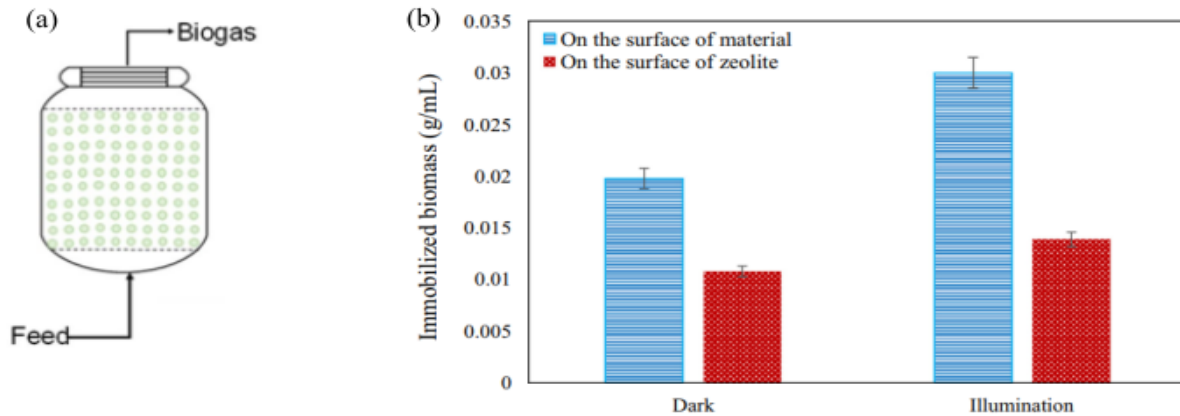 (a)
Biogas
Feed
(b)
On the surface of material
On the surface of zeolite
Immobilized biomass (g/mL)
0.035
0.03
0.025
0.02
0.015
0.01
0.005
0
Dark
Illumination